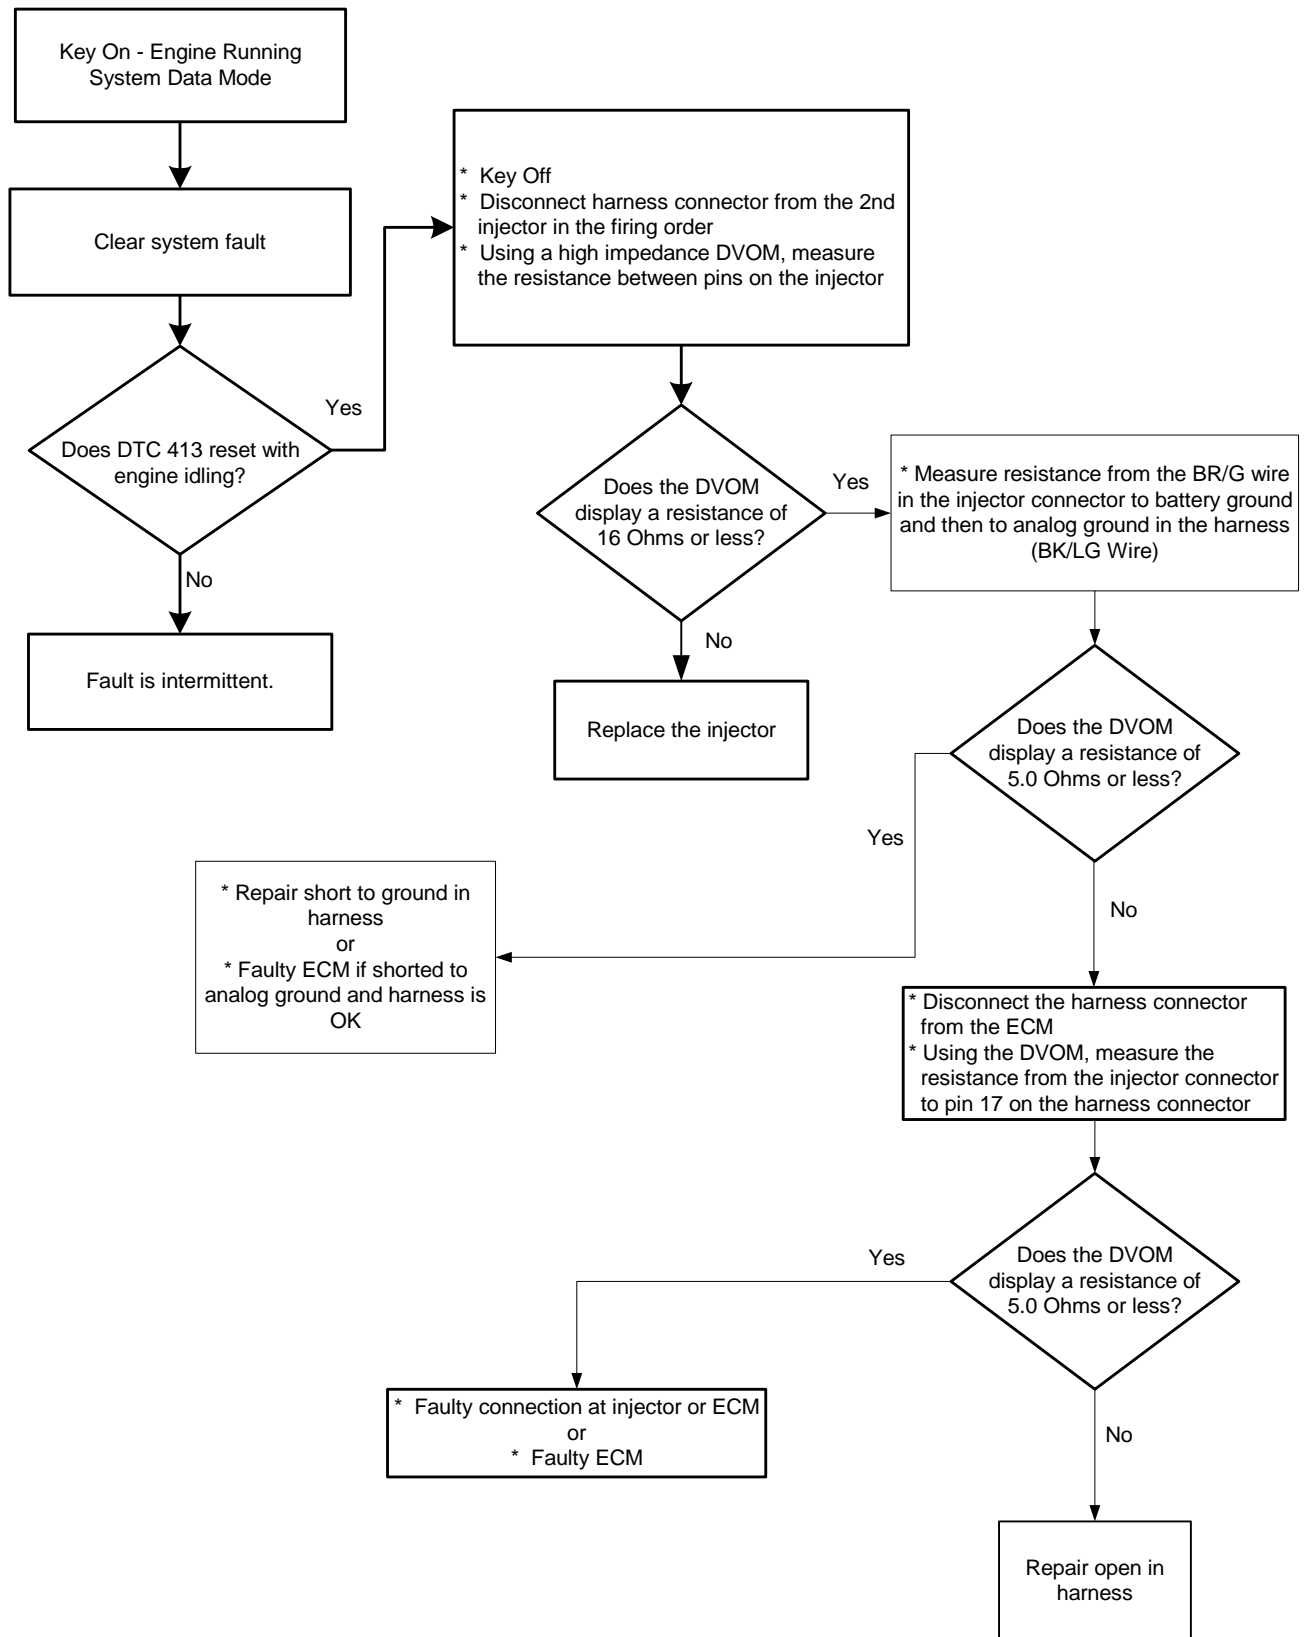 Key On - Engine Running
System Data Mode
Clear system fault
Does DTC 413 reset with
engine idling?
Yes
No
Fault is intermittent.
* Key Off
* Disconnect harness connector from the 2nd
injector in the firing order
* Using a high impedance DVOM, measure
the resistance between pins on the injector
Does the DVOM
display a resistance of
16 Ohms or less?
Yes
No
Replace the injector
* Measure resistance from the BR/G wire
in the injector connector to battery ground
and then to analog ground in the harness
(BK/LG Wire)
Does the DVOM
display a resistance of
5.0 Ohms or less?
Yes
* Repair short to ground in
harness
or
* Faulty ECM if shorted to
analog ground and harness is
OK
No
* Disconnect the harness connector
from the ECM
* Using the DVOM, measure the
resistance from the injector connector
to pin 17 on the harness connector
Does the DVOM
display a resistance of
5.0 Ohms or less?
Yes
* Faulty connection at injector or ECM
or
* Faulty ECM
No
Repair open in
harness